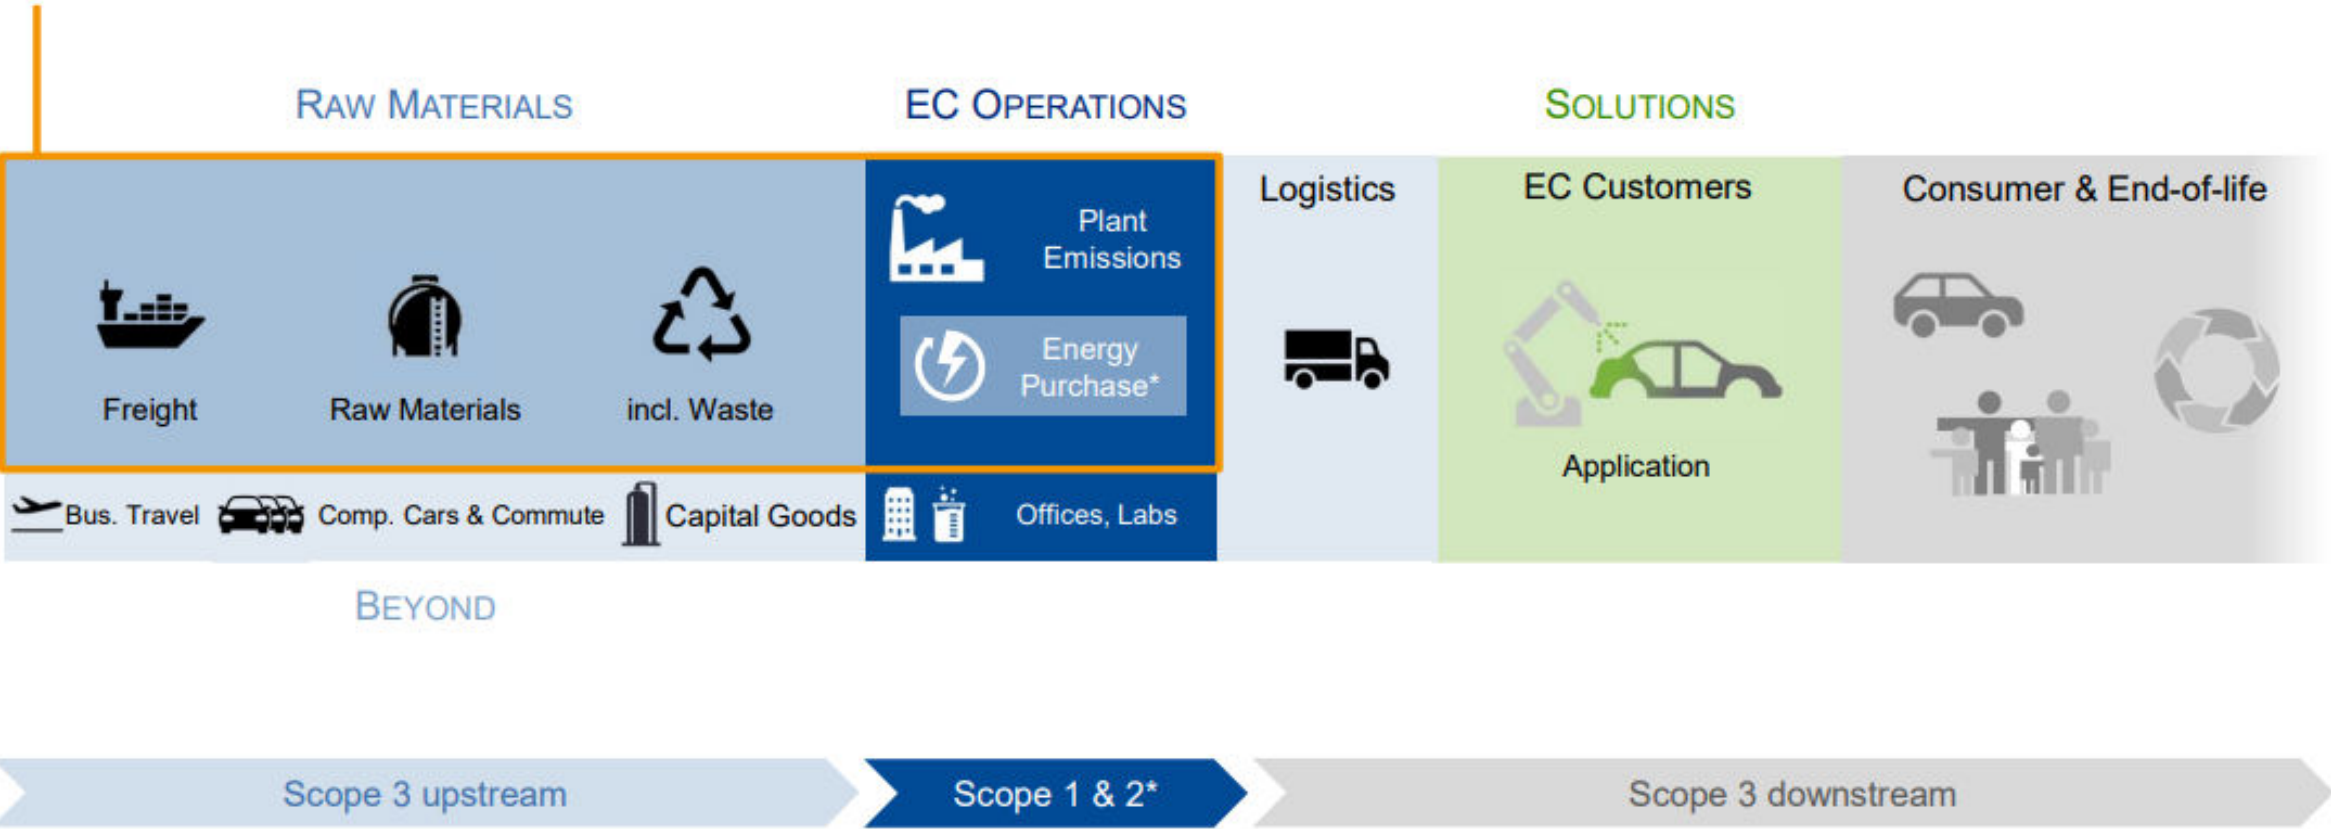 RAW MATERIALS
EC OPERATIONS
SOLUTIONS
Freight
Raw Materials
incl. Waste
Plant
Emissions
Energy
Purchase*
Logistics
EC Customers
Application
Consumer & End-of-life
Bus. Travel
Comp. Cars & Commute
Capital Goods
Offices, Labs
BEYOND
Scope 3 upstream
Scope 1 & 2*
Scope 3 downstream